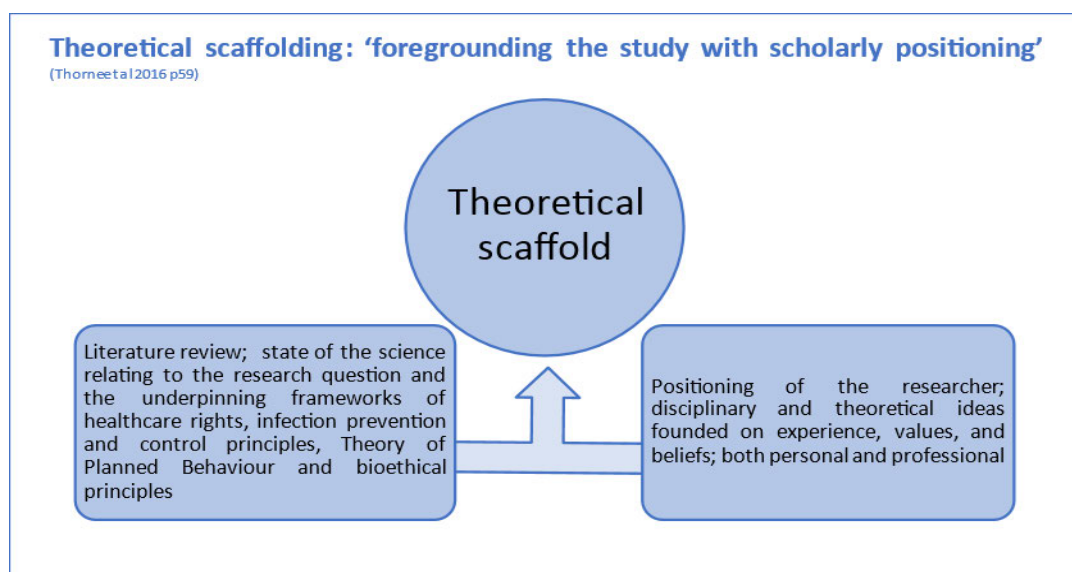 Theoretical scaffolding: ‘foregrounding the study with scholarly positioning’
(Thorne et al 2016 p59)
Theoretical
scaffold
Literature review; state of the science
relating to the research question and
the underpinning frameworks of
healthcare rights, infection prevention
and control principles, Theory of
Planned Behaviour and bioethical
principles
Positioning of the researcher;
disciplinary and theoretical ideas
founded on experience, values, and
beliefs; both personal and professional